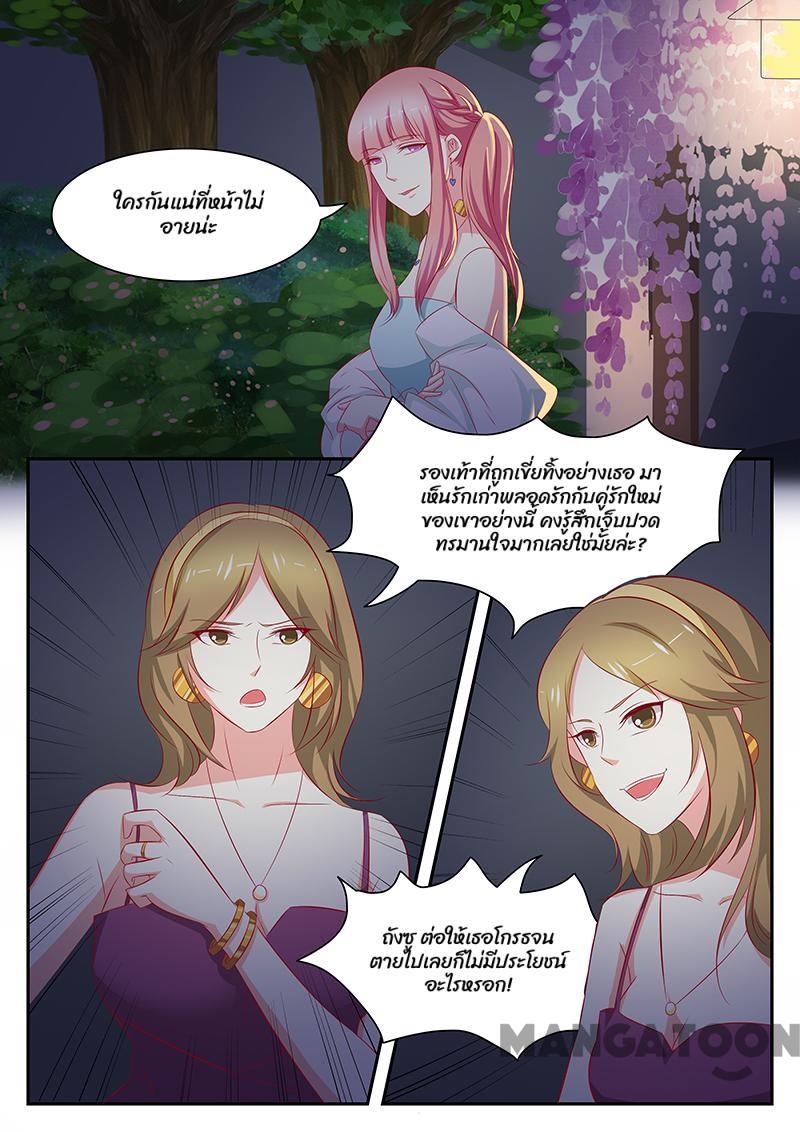 ใครกันแน่ที่หน้าไม่
อายน่ะ
รองเท้าที่ถูกเขี่ยทิ้งอย่างเธอ มา
เห็นรักเก่าพลอดรักกับคู่รักใหม่
ของเขาอย่างนี้ คงรู้สึกเจ็บปวด
ทรมานใจมากเลยใช่มั้ยล่ะ?
ถังซู ต่อให้เธอโกรธจน
ตายไปเลยก็ไม่มีประโยชน์
อะไรหรอก!
MANGATOON